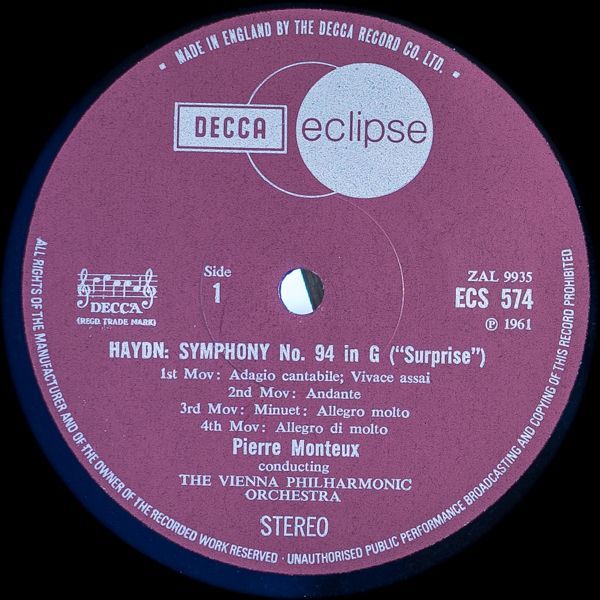 · MADE IN ENGLAND BY THE DECCA RECORD CO. LTD. ·
DECCA eclipse
DECCA
(REGD. TRADE MARK)
Side
1
ZAL 9935
ECS 574
Ⓟ 1961
HAYDN: SYMPHONY No. 94 in G (“Surprise”)
1st Mov: Adagio cantabile; Vivace assai
2nd Mov: Andante
3rd Mov: Minuet: Allegro molto
4th Mov: Allegro di molto
Pierre Monteux
conducting
THE VIENNA PHILHARMONIC
ORCHESTRA
STEREO
ALL RIGHTS OF THE MANUFACTURER AND OF THE OWNER OF THE RECORDED WORK RESERVED · UNAUTHORISED PUBLIC PERFORMANCE BROADCASTING AND COPYING OF THIS RECORD PROHIBITED